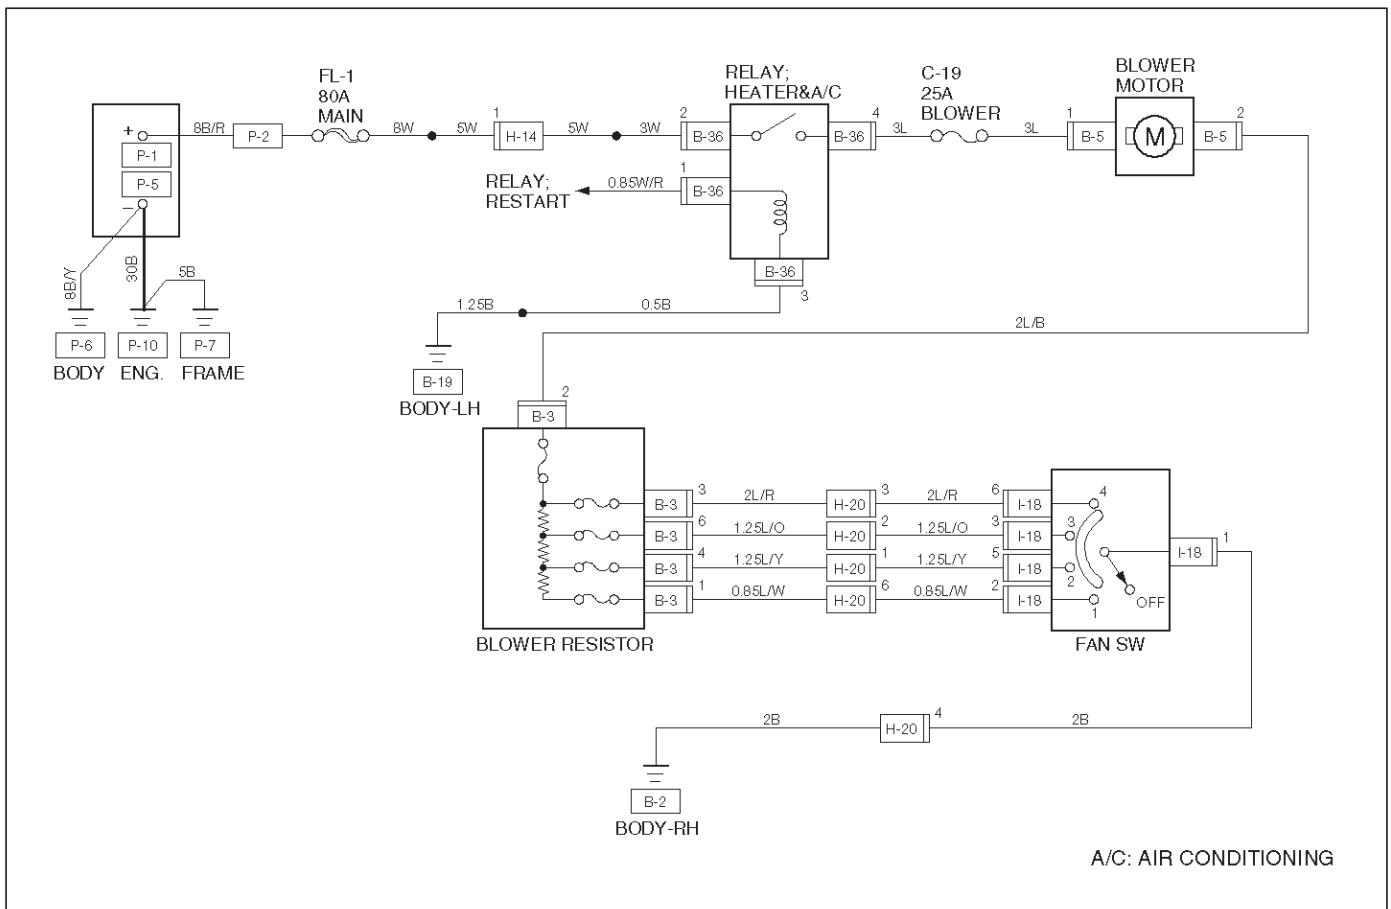 FL-1
80A
MAIN
RELAY;
HEATER&A/C
C-19
25A
BLOWER
BLOWER
MOTOR
+
8B/R
P-2
8W
5W
1
H-14
5W
3W
2
B-36
B-36
4
3L
3L
1
B-5
M
B-5
2
P-1
P-5
–
RELAY;
RESTART
0.85W/R
1
B-36
B-36
3
8B/Y
30B
5B
P-6
P-10
P-7
BODY
ENG.
FRAME
1.25B
0.5B
2L/B
B-19
BODY-LH
2
B-3
B-3
3
2L/R
H-20
3
2L/R
6
I-18
4
B-3
6
1.25L/O
H-20
2
1.25L/O
3
I-18
3
B-3
4
1.25L/Y
H-20
1
1.25L/Y
5
I-18
2
B-3
1
0.85L/W
H-20
6
0.85L/W
2
I-18
1
OFF
I-18
1
BLOWER RESISTOR
FAN SW
2B
H-20
4
2B
B-2
BODY-RH
A/C: AIR CONDITIONING